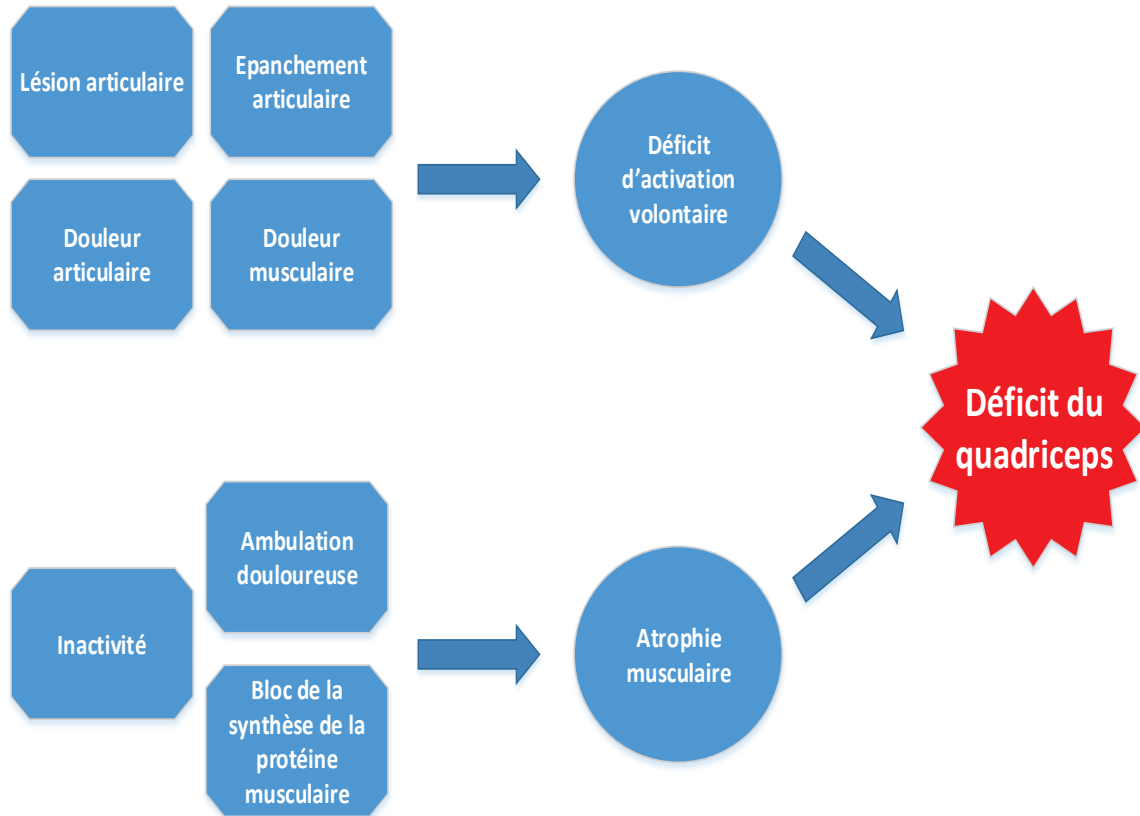 Lésion articulaire
Epanchement
articulaire
Douleur
articulaire
Douleur
musculaire
Déficit
d’activation
volontaire
Déficit du
quadriceps
Inactivité
Ambulation
douloureuse
Bloc de la
synthèse de la
protéine
musculaire
Atrophie
musculaire